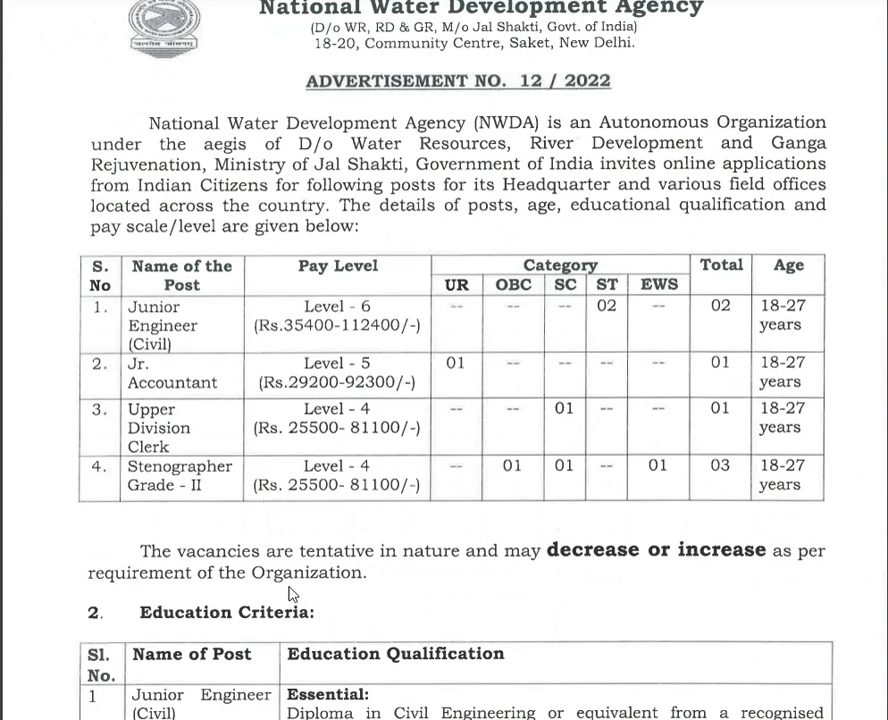 National Water Development Agency
(D/o WR, RD & GR, M/o Jal Shakti, Govt. of India)
18-20, Community Centre, Saket, New Delhi.
ADVERTISEMENT NO. 12 / 2022
National Water Development Agency (NWDA) is an Autonomous Organization
under the aegis of D/o Water Resources, River Development and Ganga
Rejuvenation, Ministry of Jal Shakti, Government of India invites online applications
from Indian Citizens for following posts for its Headquarter and various field offices
located across the country. The details of posts, age, educational qualification and
pay scale/level are given below:
S. No | Name of the Post | Pay Level | Category | Total | Age
UR | OBC | SC | ST | EWS
1. | Junior Engineer (Civil) | Level - 6 (Rs.35400-112400/-) | -- | -- | -- | 02 | -- | 02 | 18-27 years
2. | Jr. Accountant | Level - 5 (Rs.29200-92300/-) | 01 | -- | -- | -- | -- | 01 | 18-27 years
3. | Upper Division Clerk | Level - 4 (Rs. 25500- 81100/-) | -- | -- | 01 | -- | -- | 01 | 18-27 years
4. | Stenographer Grade - II | Level - 4 (Rs. 25500- 81100/-) | -- | 01 | 01 | -- | 01 | 03 | 18-27 years
The vacancies are tentative in nature and may decrease or increase as per
requirement of the Organization.
2. Education Criteria:
Sl. No. | Name of Post | Education Qualification
1 | Junior Engineer (Civil) | Essential:
Diploma in Civil Engineering or equivalent from a recognised